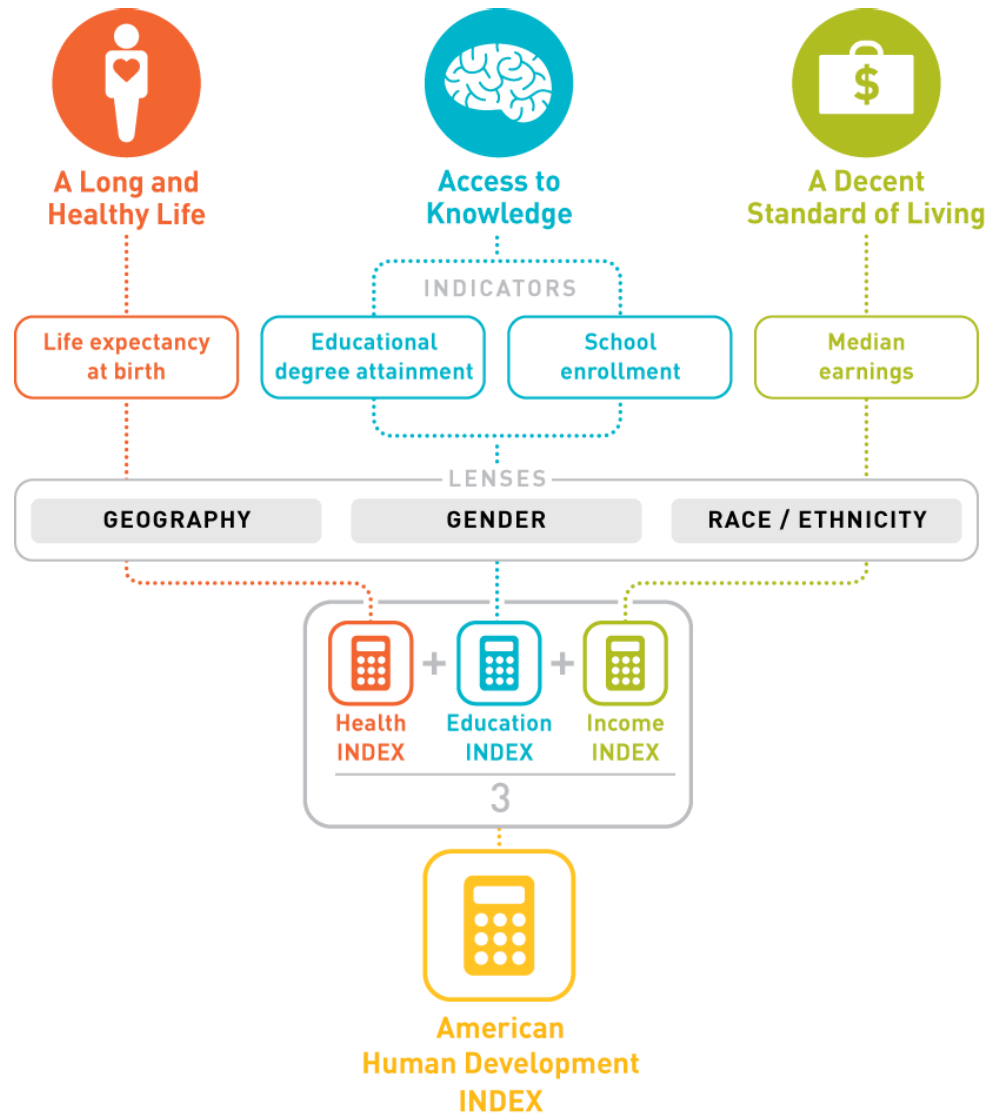 $
A Long and
Healthy Life
Access to
Knowledge
A Decent
Standard of Living
INDICATORS
Life expectancy
at birth
Educational
degree attainment
School
enrollment
Median
earnings
LENSES
GEOGRAPHY
GENDER
RACE / ETHNICITY
+ +
Health
INDEX
Education
INDEX
Income
INDEX
3
American
Human Development
INDEX